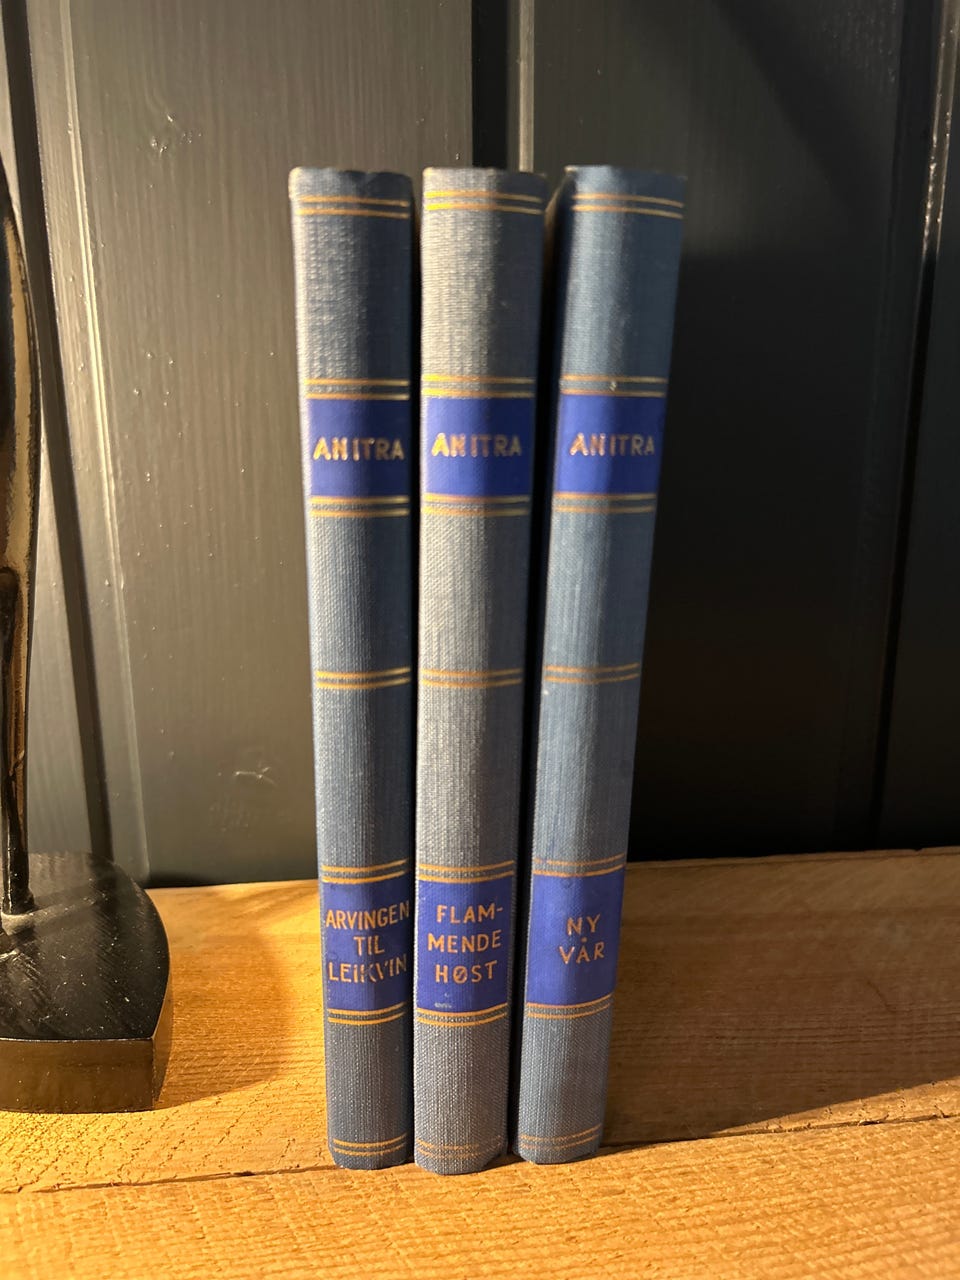 ANITRA
ARVINGEN
TIL
LEIKVIN
ANITRA
FLAM-
MENDE
HØST
ANITRA
NY
VÅR